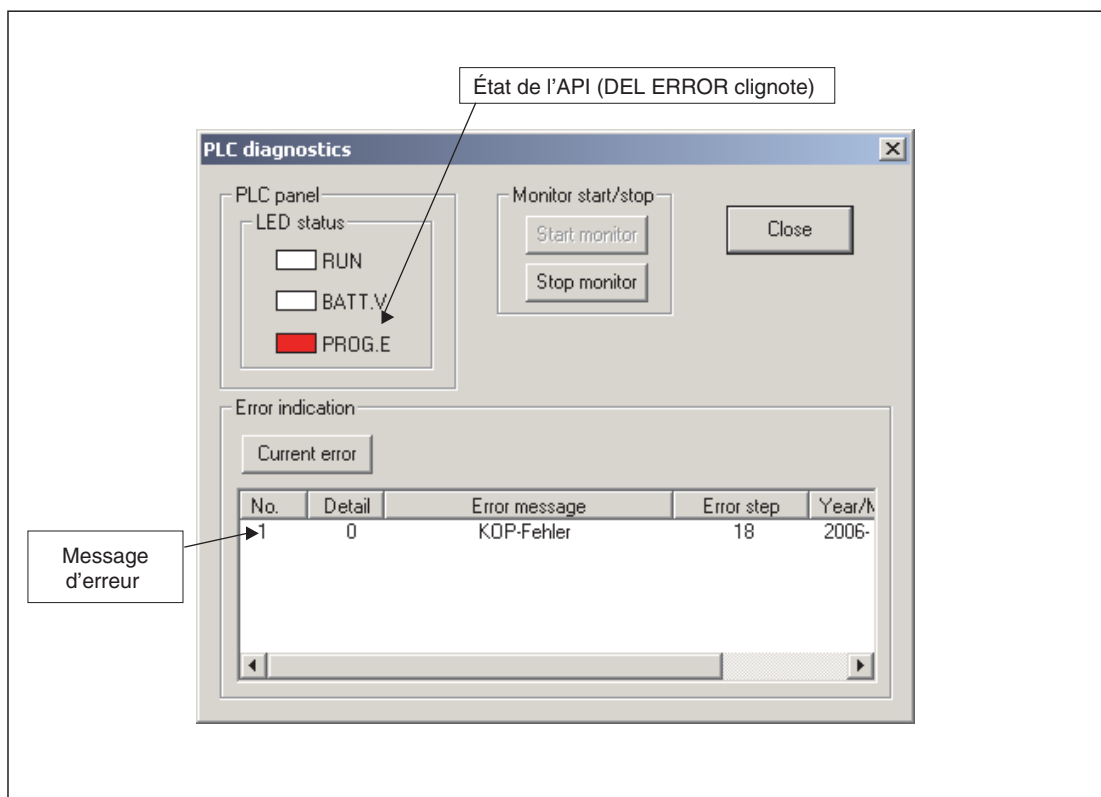 État de l'API (DEL ERROR clignote)
PLC diagnostics
PLC panel
LED status
RUN
BATT.V
PROG.E
Monitor start/stop
Start monitor
Stop monitor
Close
Error indication
Current error
No. Detail Error message Error step Year/M
1 0 KOP-Fehler 18 2006-
Message
d'erreur